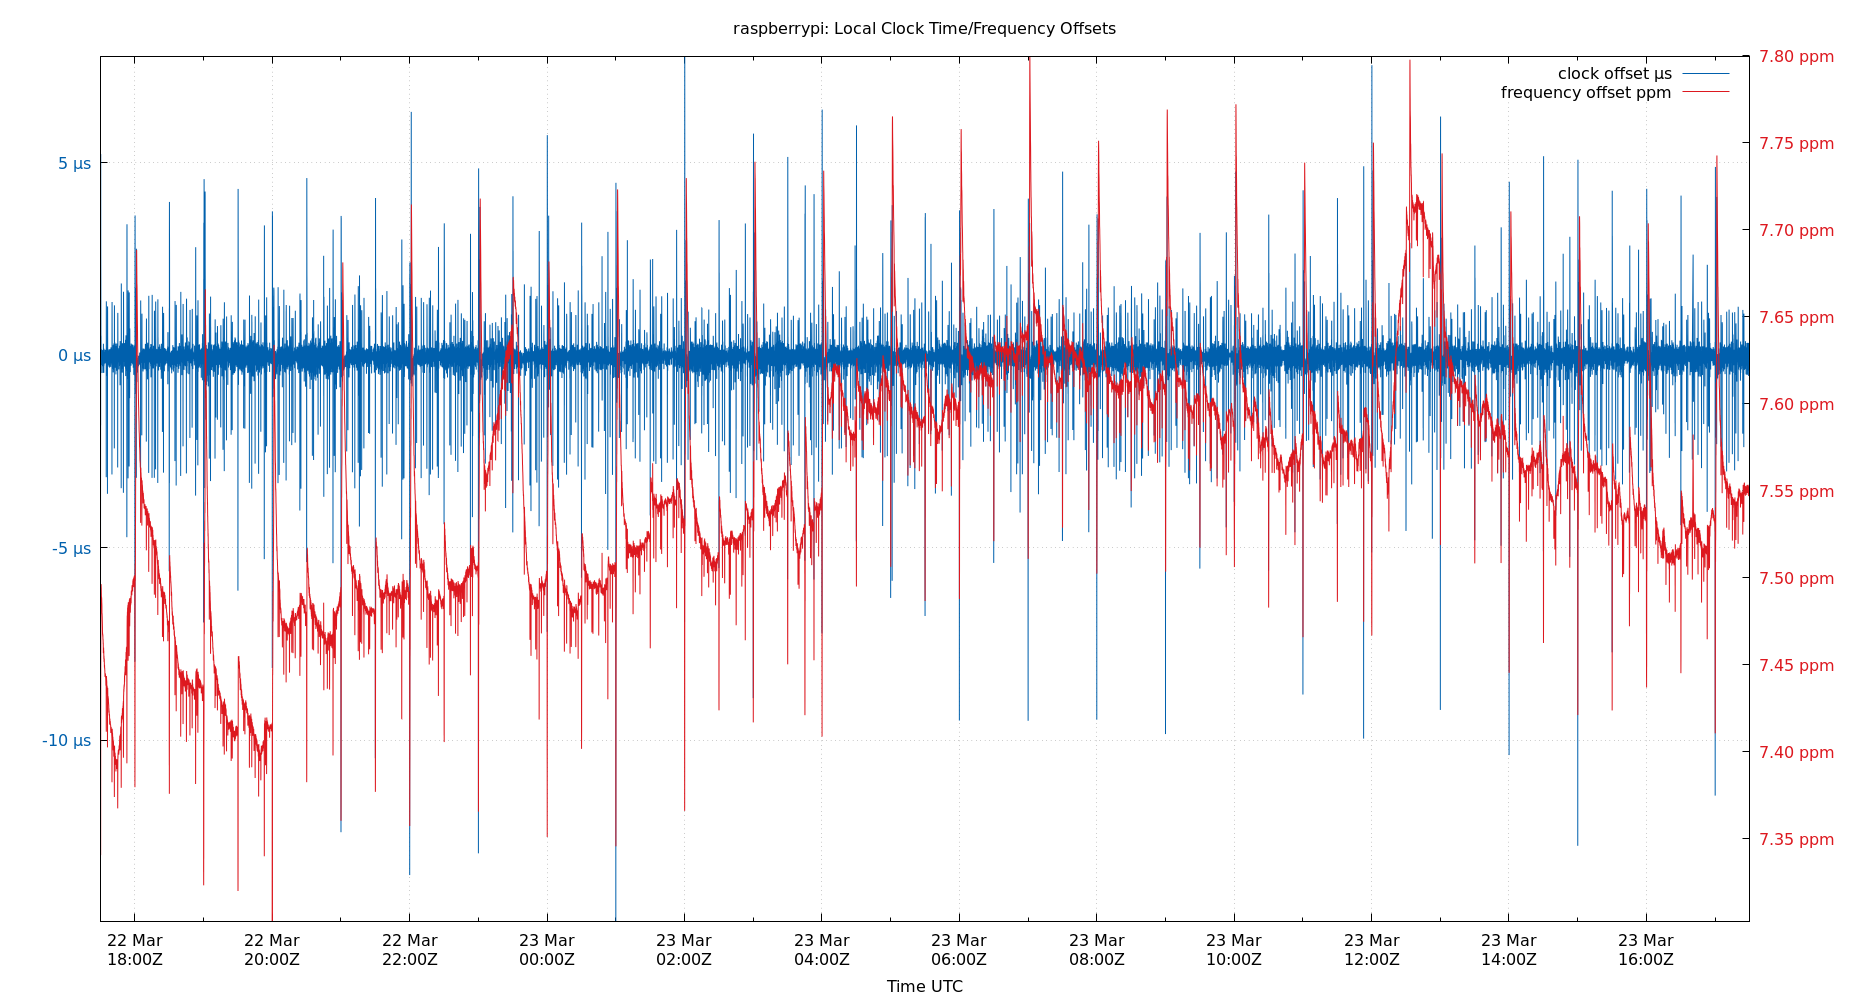 raspberrypi: Local Clock Time/Frequency Offsets
clock offset µs
frequency offset ppm
5 µs
0 µs
-5 µs
-10 µs
7.80 ppm
7.75 ppm
7.70 ppm
7.65 ppm
7.60 ppm
7.55 ppm
7.50 ppm
7.45 ppm
7.40 ppm
7.35 ppm
22 Mar 22 Mar 22 Mar 23 Mar 23 Mar 23 Mar 23 Mar 23 Mar 23 Mar 23 Mar 23 Mar 23 Mar
18:00Z 20:00Z 22:00Z 00:00Z 02:00Z 04:00Z 06:00Z 08:00Z 10:00Z 12:00Z 14:00Z 16:00Z
Time UTC